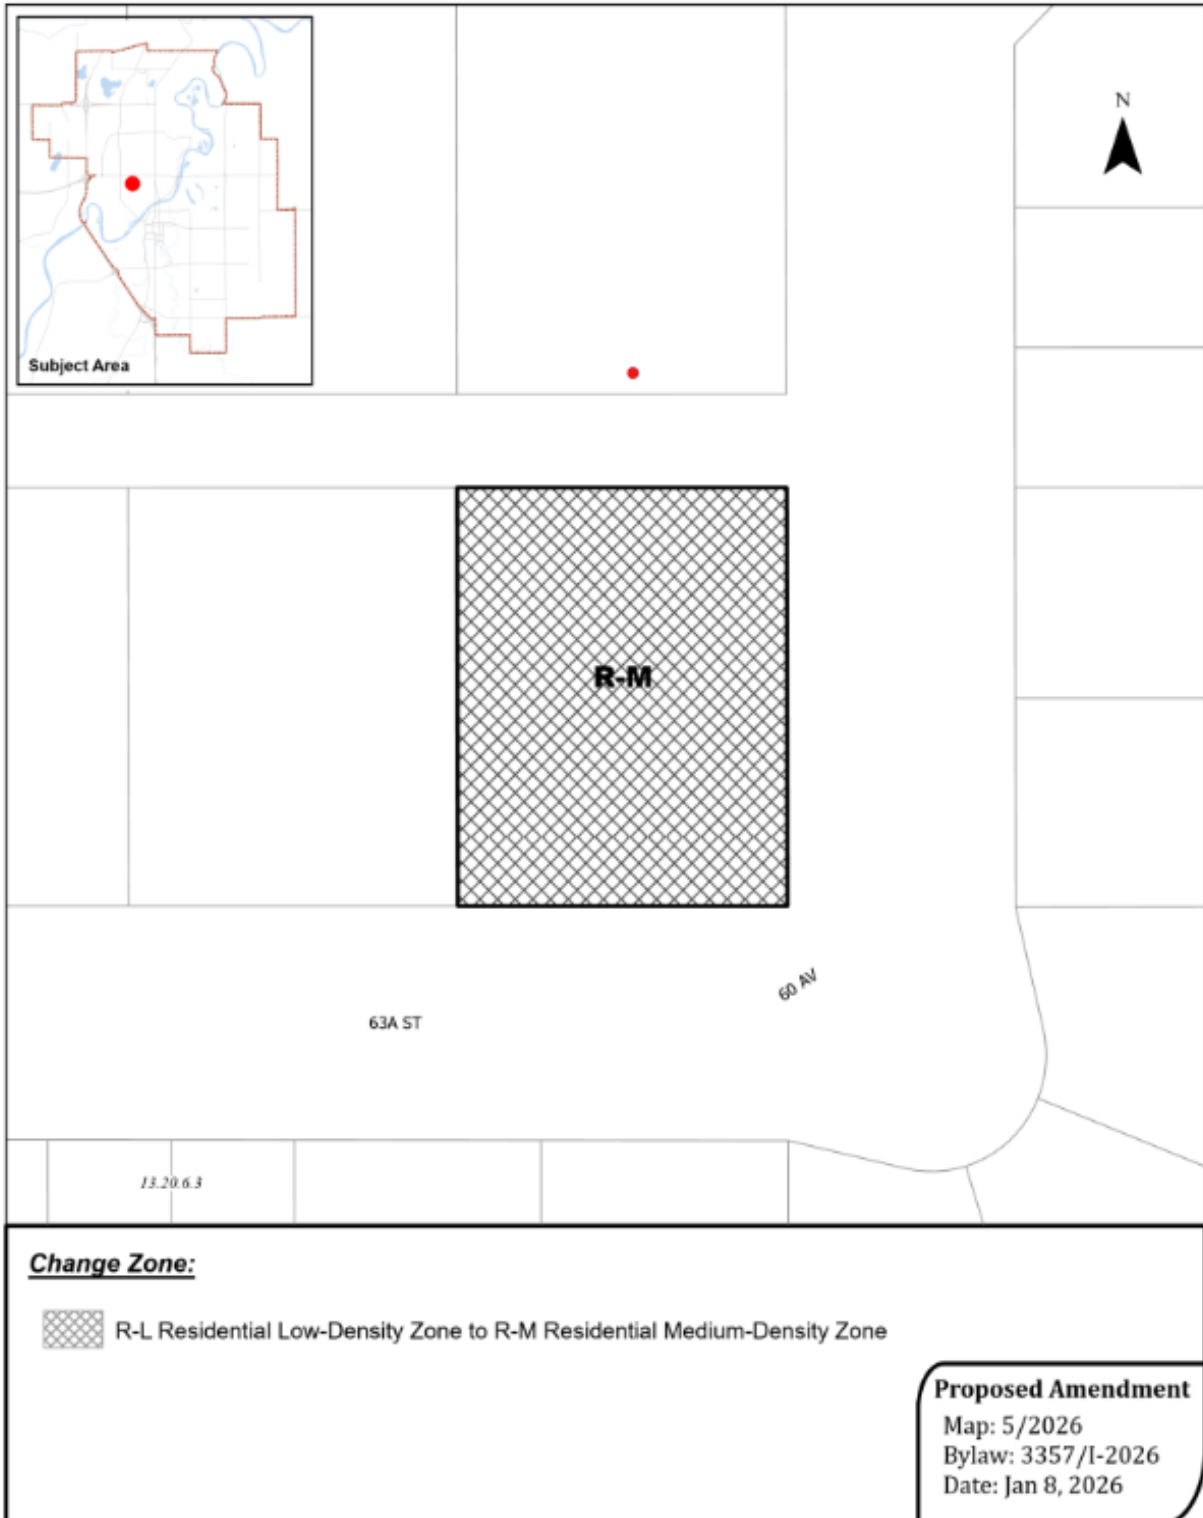 Subject Area
N
R-M
60 AV
63A ST
13.20.6.3
Change Zone:
R-L Residential Low-Density Zone to R-M Residential Medium-Density Zone
Proposed Amendment
Map: 5/2026
Bylaw: 3357/I-2026
Date: Jan 8, 2026